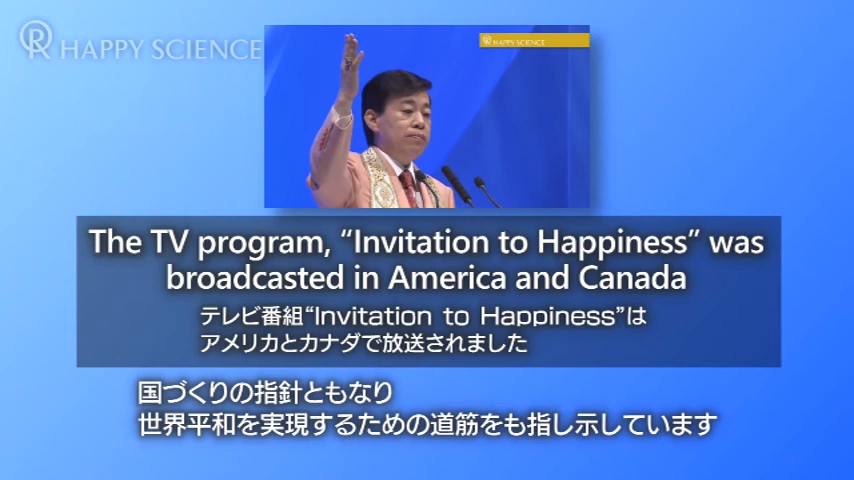 HAPPY SCIENCE
HAPPY SCIENCE
The TV program, “Invitation to Happiness” was
broadcasted in America and Canada
テレビ番組“Invitation to Happiness”は
アメリカとカナダで放送されました
国づくりの指針ともなり
世界平和を実現するための道筋をも指し示しています